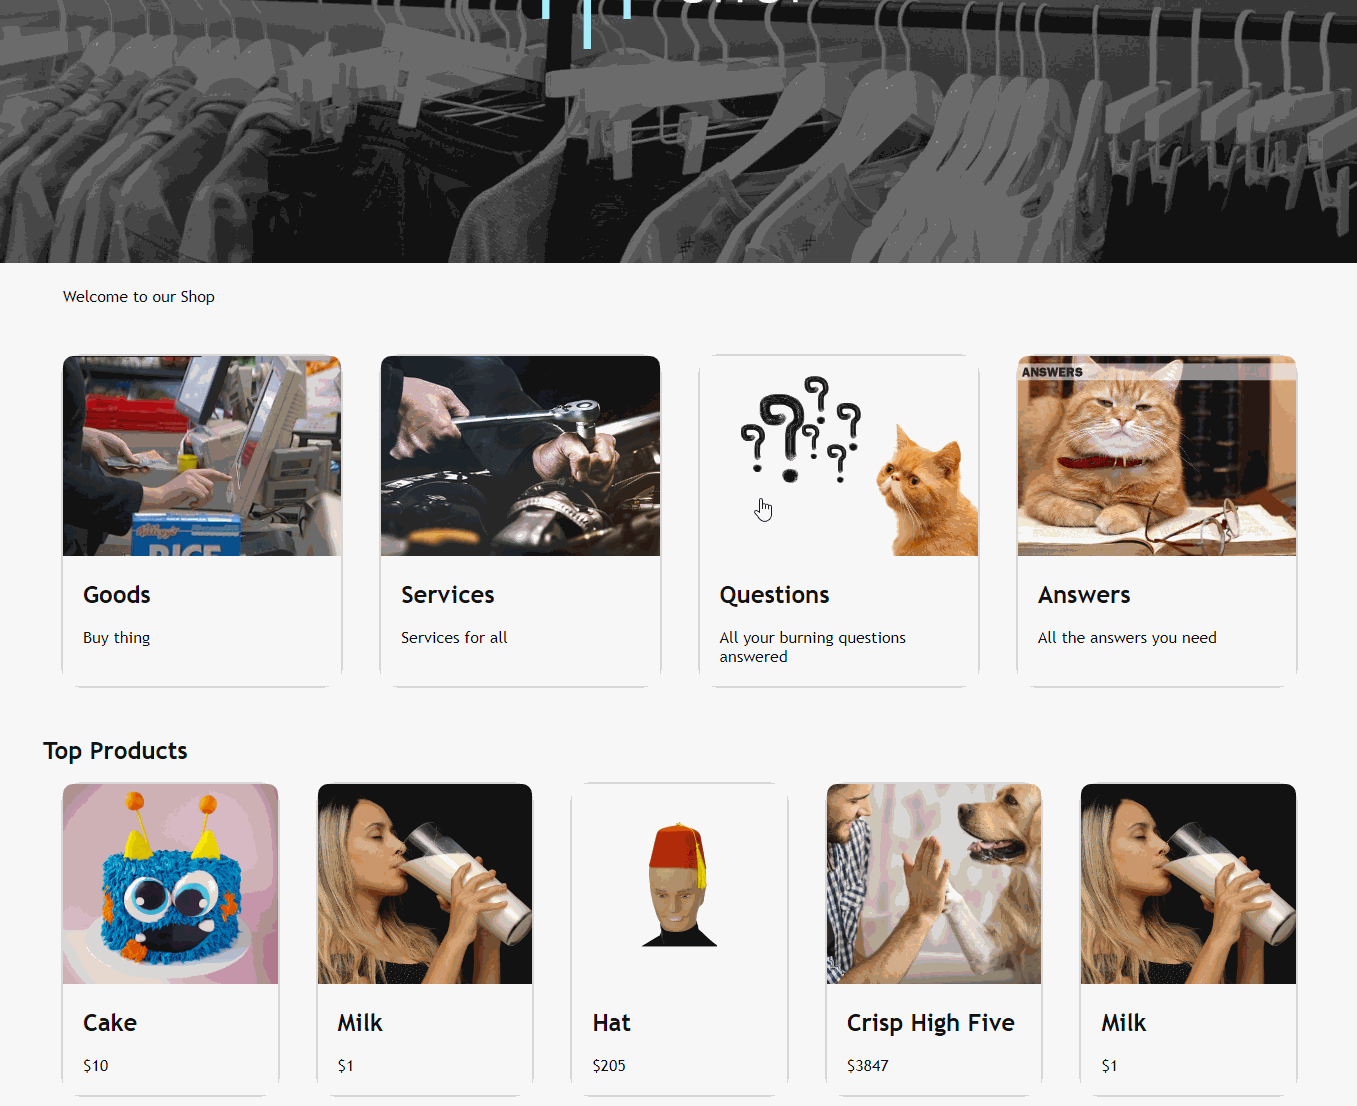 Welcome to our Shop
ANSWERS
RICE
Goods
Services
Questions
Answers
Buy thing
Services for all
All your burning questions
answered
All the answers you need
Top Products
Cake
Milk
Hat
Crisp High Five
Milk
$10
$1
$205
$3847
$1